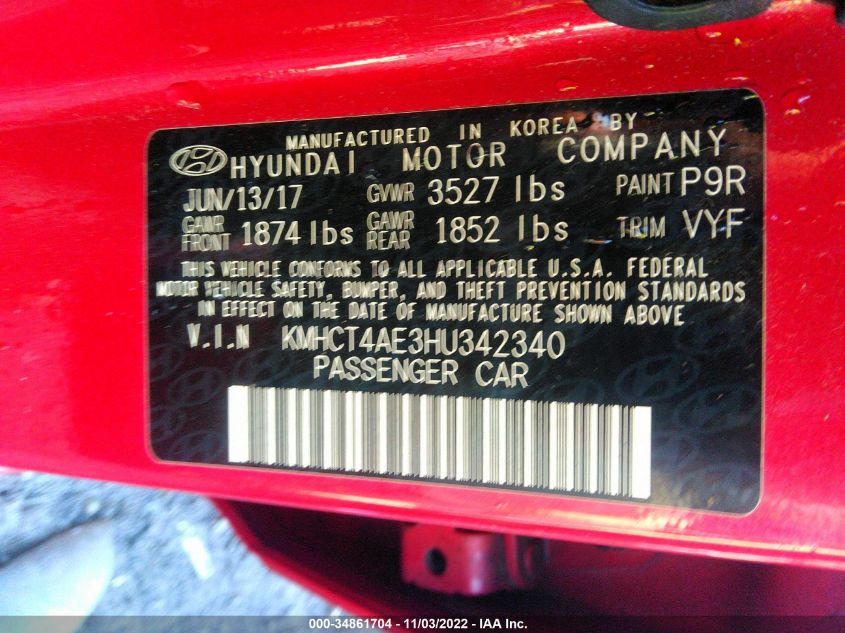 MANUFACTURED IN KOREA BY
HYUNDAI MOTOR COMPANY
JUN/13/17 GVWR 3527 lbs PAINT P9R
GAWR FRONT 1874 lbs GAWR REAR 1852 lbs TRIM VYF
THIS VEHICLE CONFORMS TO ALL APPLICABLE U.S.A. FEDERAL
MOTOR VEHICLE SAFETY, BUMPER, AND THEFT PREVENTION STANDARDS
IN EFFECT ON THE DATE OF MANUFACTURE SHOWN ABOVE
V.I.N KMHCT4AE3HU342340
PASSENGER CAR
000-34861704 - 11/03/2022 - IAA Inc.